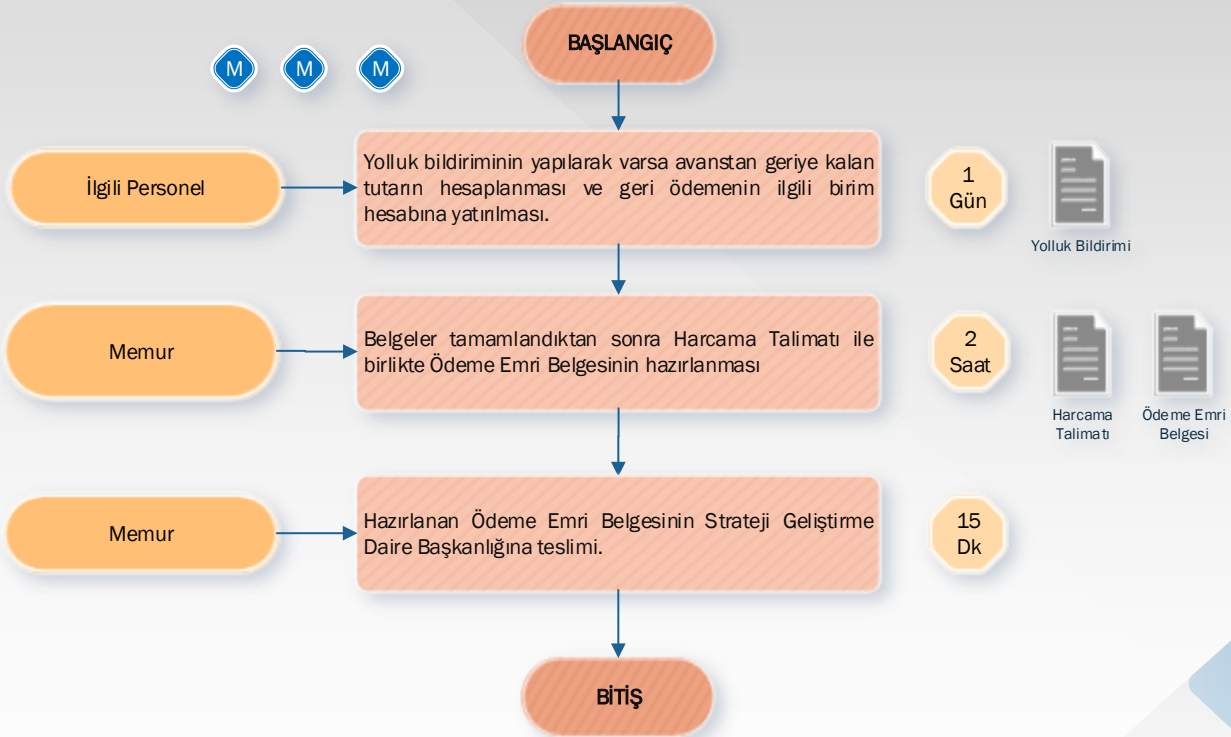 BAŞLANGIÇ
M M M
İlgili Personel
Yolluk bildiriminin yapılarak varsa avanstan geriye kalan
tutarın hesaplanması ve geri ödemenin ilgili birim
hesabına yatırılması.
1
Gün
Yolluk Bildirimi
Memur
Belgeler tamamlandıktan sonra Harcama Talimatı ile
birlikte Ödeme Emri Belgesinin hazırlanması
2
Saat
Harcama
Talimatı
Ödeme Emri
Belgesi
Memur
Hazırlanan Ödeme Emri Belgesinin Strateji Geliştirme
Daire Başkanlığına teslimi.
15
Dk
BİTİŞ